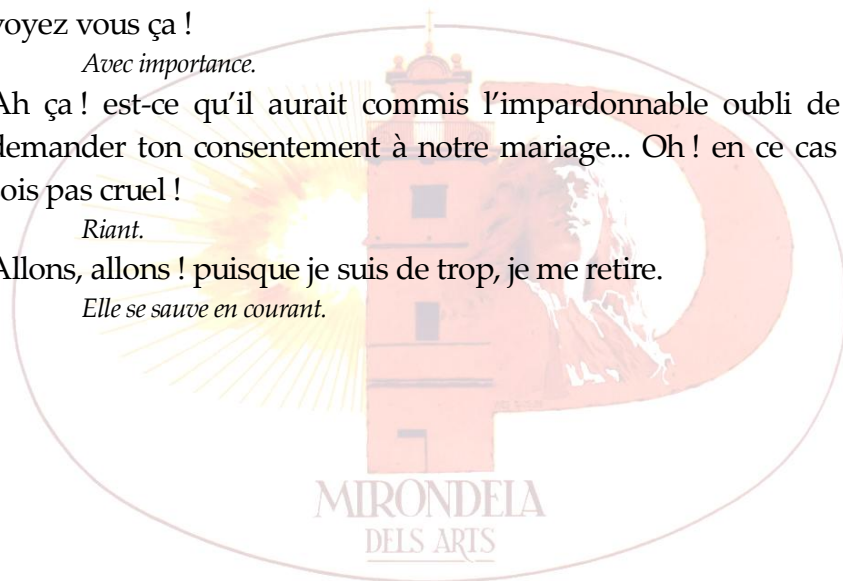 voyez vous ça !
Avec importance.
Ah ça ! est-ce qu’il aurait commis l’impardonnable oubli de
demander ton consentement à notre mariage... Oh ! en ce cas
sois pas cruel !
Riant.
Allons, allons ! puisque je suis de trop, je me retire.
Elle se sauve en courant.
MIRONDELA
DELS ARTS